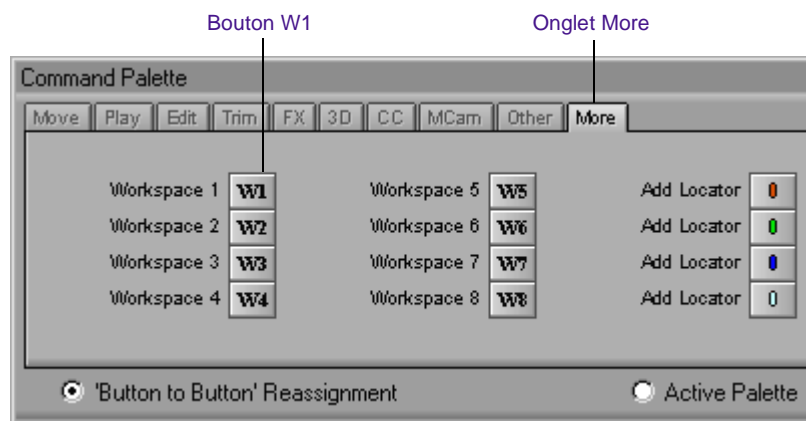 Bouton W1 Onglet More
Command Palette
Move Play Edit Trim FX 3D CC MCam Other More
Workspace 1 W1 Workspace 5 W5 Add Locator
Workspace 2 W2 Workspace 6 W6 Add Locator
Workspace 3 W3 Workspace 7 W7 Add Locator
Workspace 4 W4 Workspace 8 W8 Add Locator
'Button to Button' Reassignment Active Palette